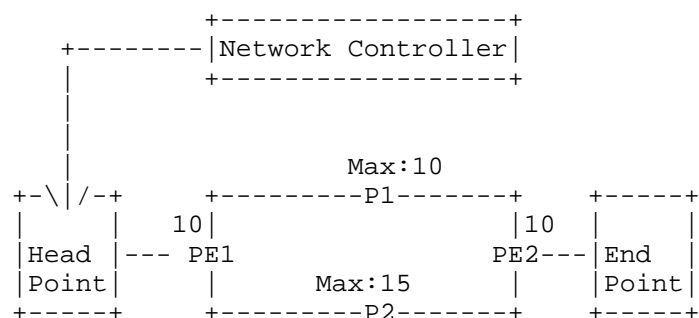 Network Controller
Max:10
P1
10 10
Head PE1 PE2 End
Point Max:15 Point
P2